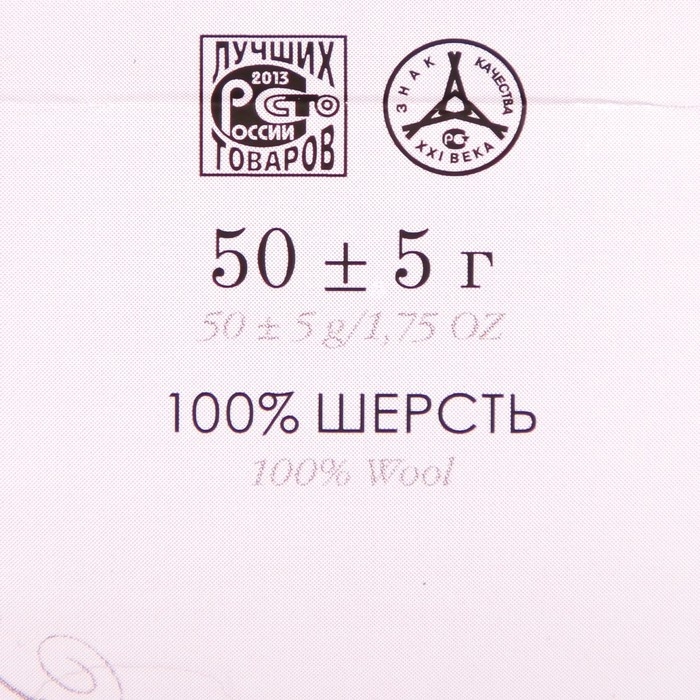 ЛУЧШИХ
2013
СТО
РОССИИ
ТОВАРОВ
ЗНАК КАЧЕСТВА
XXI ВЕКА
50 ± 5 г
50 ± 5 g/1,75 OZ
100% ШЕРСТЬ
100% Wool